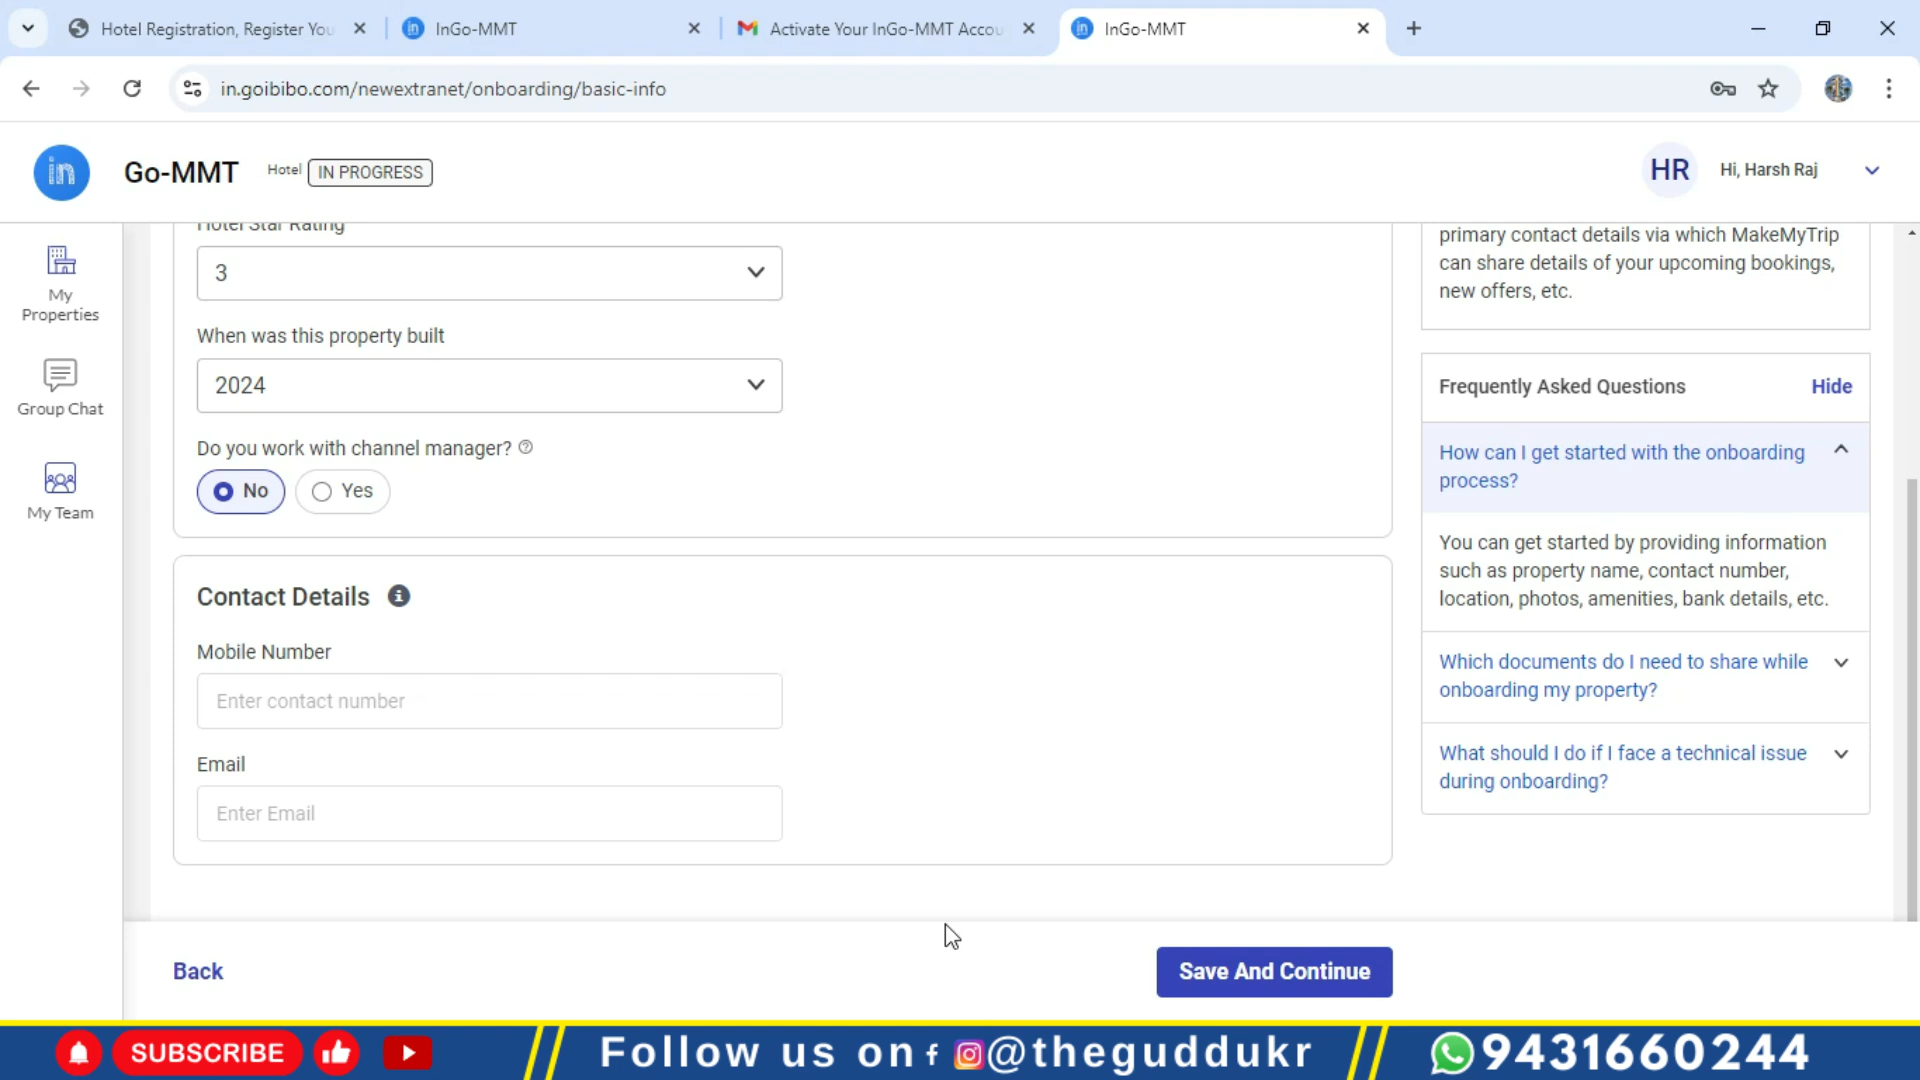 Hotel Registration, Register You
InGo-MMT
Activate Your InGo-MMT Accou
InGo-MMT
in.goibibo.com/newextranet/onboarding/basic-info
in
Go-MMT
Hotel
IN PROGRESS
HR
Hi, Harsh Raj
My
Properties
Group Chat
My Team
Hotel Star Rating
3
When was this property built
2024
Do you work with channel manager?
No
Yes
Contact Details
Mobile Number
Enter contact number
Email
Enter Email
primary contact details via which MakeMyTrip
can share details of your upcoming bookings,
new offers, etc.
Frequently Asked Questions
Hide
How can I get started with the onboarding
process?
You can get started by providing information
such as property name, contact number,
location, photos, amenities, bank details, etc.
Which documents do I need to share while
onboarding my property?
What should I do if I face a technical issue
during onboarding?
Back
Save And Continue
SUBSCRIBE
Follow us on f @theguddukr
9431660244